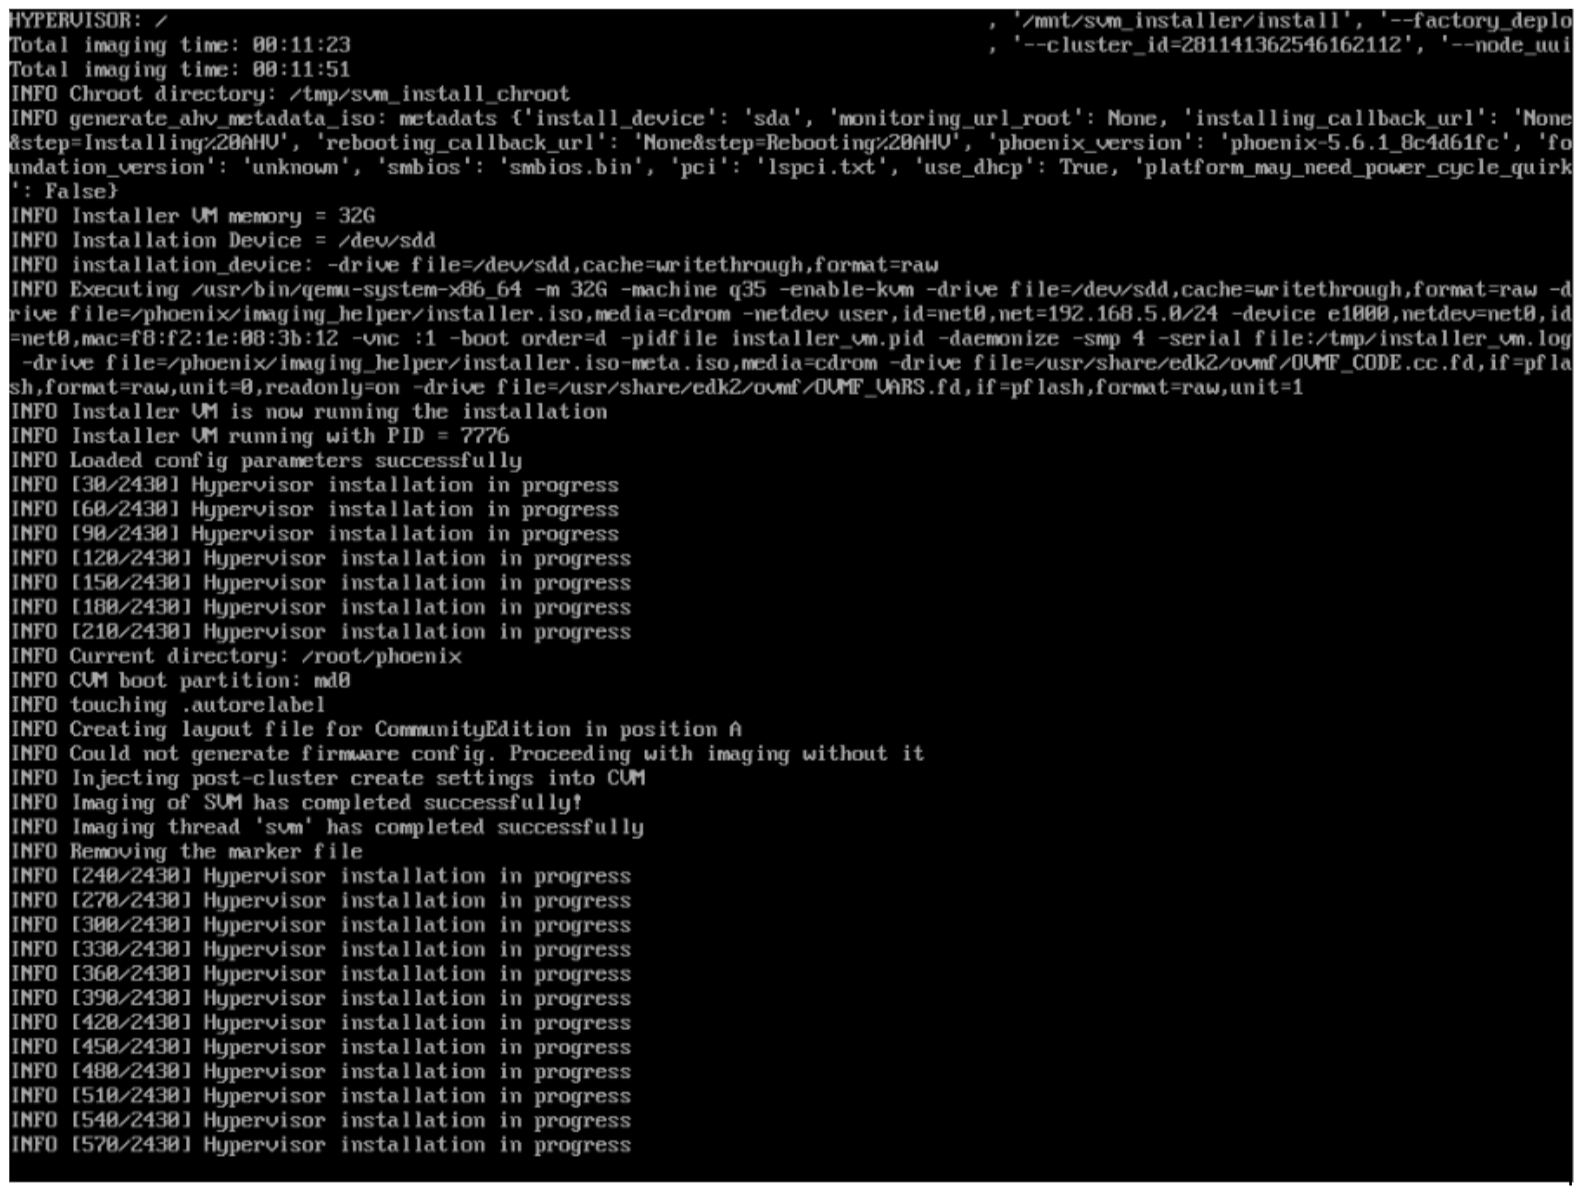 HYPERVISOR: / , '/mnt/svm_installer/install', '--factory_deplo
Total imaging time: 00:11:23 , '--cluster_id=281141362546162112', '--node_uui
Total imaging time: 00:11:51
INFO Chroot directory: /tmp/svm_install_chroot
INFO generate_ahv_metadata_iso: metadats {'install_device': 'sda', 'monitoring_url_root': None, 'installing_callback_url': 'None
&step=Installing%20AHV', 'rebooting_callback_url': 'None&step=Rebooting%20AHV', 'phoenix_version': 'phoenix-5.6.1_8c4d61fc', 'fo
undation_version': 'unknown', 'smbios': 'smbios.bin', 'pci': 'lspci.txt', 'use_dhcp': True, 'platform_may_need_power_cycle_quirk
': False}
INFO Installer VM memory = 32G
INFO Installation Device = /dev/sdd
INFO installation_device: -drive file=/dev/sdd,cache=writethrough,format=raw
INFO Executing /usr/bin/qemu-system-x86_64 -m 32G -machine q35 -enable-kvm -drive file=/dev/sdd,cache=writethrough,format=raw -d
rive file=/phoenix/imaging_helper/installer.iso,media=cdrom -netdev user,id=net0,net=192.168.5.0/24 -device e1000,netdev=net0,id
=net0,mac=f8:f2:1e:08:3b:12 -vnc :1 -boot order=d -pidfile installer_vm.pid -daemonize -smp 4 -serial file:/tmp/installer_vm.log
-drive file=/phoenix/imaging_helper/installer.iso-meta.iso,media=cdrom -drive file=/usr/share/edk2/ovmf/OVMF_CODE.cc.fd,if=pfla
sh,format=raw,unit=0,readonly=on -drive file=/usr/share/edk2/ovmf/OVMF_VARS.fd,if=pflash,format=raw,unit=1
INFO Installer VM is now running the installation
INFO Installer VM running with PID = 7776
INFO Loaded config parameters successfully
INFO [30/2430] Hypervisor installation in progress
INFO [60/2430] Hypervisor installation in progress
INFO [90/2430] Hypervisor installation in progress
INFO [120/2430] Hypervisor installation in progress
INFO [150/2430] Hypervisor installation in progress
INFO [180/2430] Hypervisor installation in progress
INFO [210/2430] Hypervisor installation in progress
INFO Current directory: /root/phoenix
INFO CVM boot partition: md0
INFO touching .autorelabel
INFO Creating layout file for CommunityEdition in position A
INFO Could not generate firmware config. Proceeding with imaging without it
INFO Injecting post-cluster create settings into CVM
INFO Imaging of SVM has completed successfully!
INFO Imaging thread 'svm' has completed successfully
INFO Removing the marker file
INFO [240/2430] Hypervisor installation in progress
INFO [270/2430] Hypervisor installation in progress
INFO [300/2430] Hypervisor installation in progress
INFO [330/2430] Hypervisor installation in progress
INFO [360/2430] Hypervisor installation in progress
INFO [390/2430] Hypervisor installation in progress
INFO [420/2430] Hypervisor installation in progress
INFO [450/2430] Hypervisor installation in progress
INFO [480/2430] Hypervisor installation in progress
INFO [510/2430] Hypervisor installation in progress
INFO [540/2430] Hypervisor installation in progress
INFO [570/2430] Hypervisor installation in progress